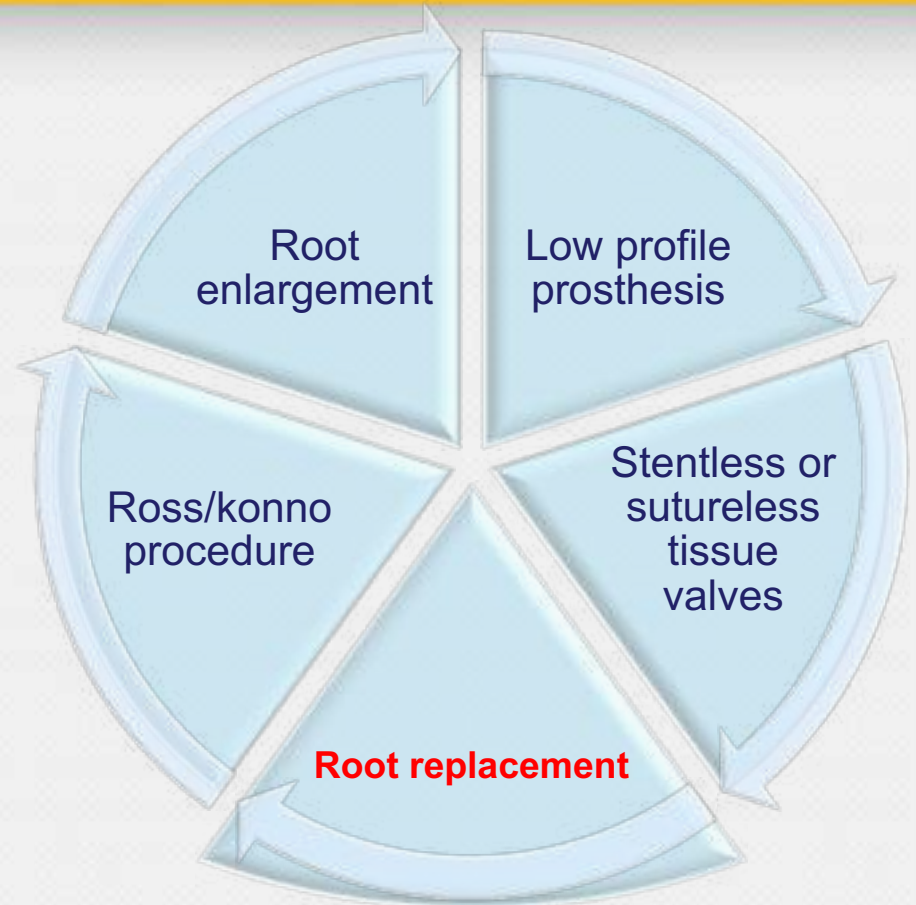 Root
enlargement
Low profile
prosthesis
Stentless or
sutureless
tissue
valves
Root replacement
Ross/konno
procedure